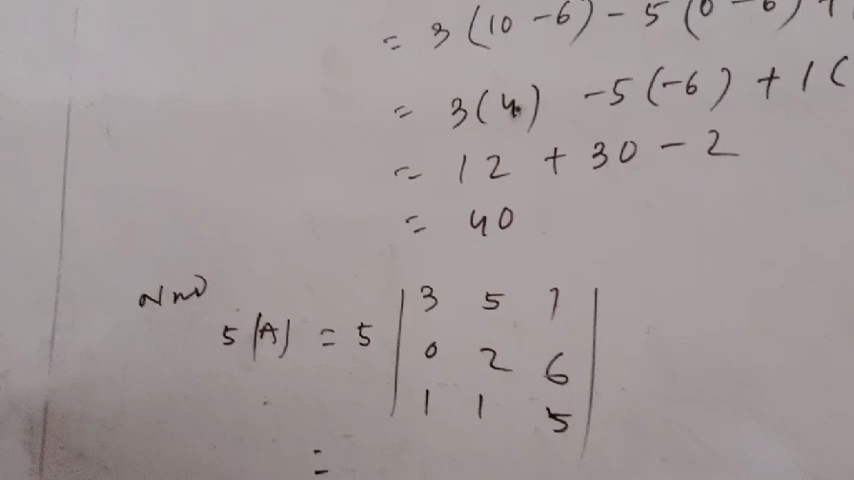 = 3(10 - 6) - 5(0 - 6) +
= 3(4) - 5(-6) + 1(
= 12 + 30 - 2
= 40
5|A| = 5 | 3 5 1 |
| 0 2 6 |
| 1 1 5 |
=